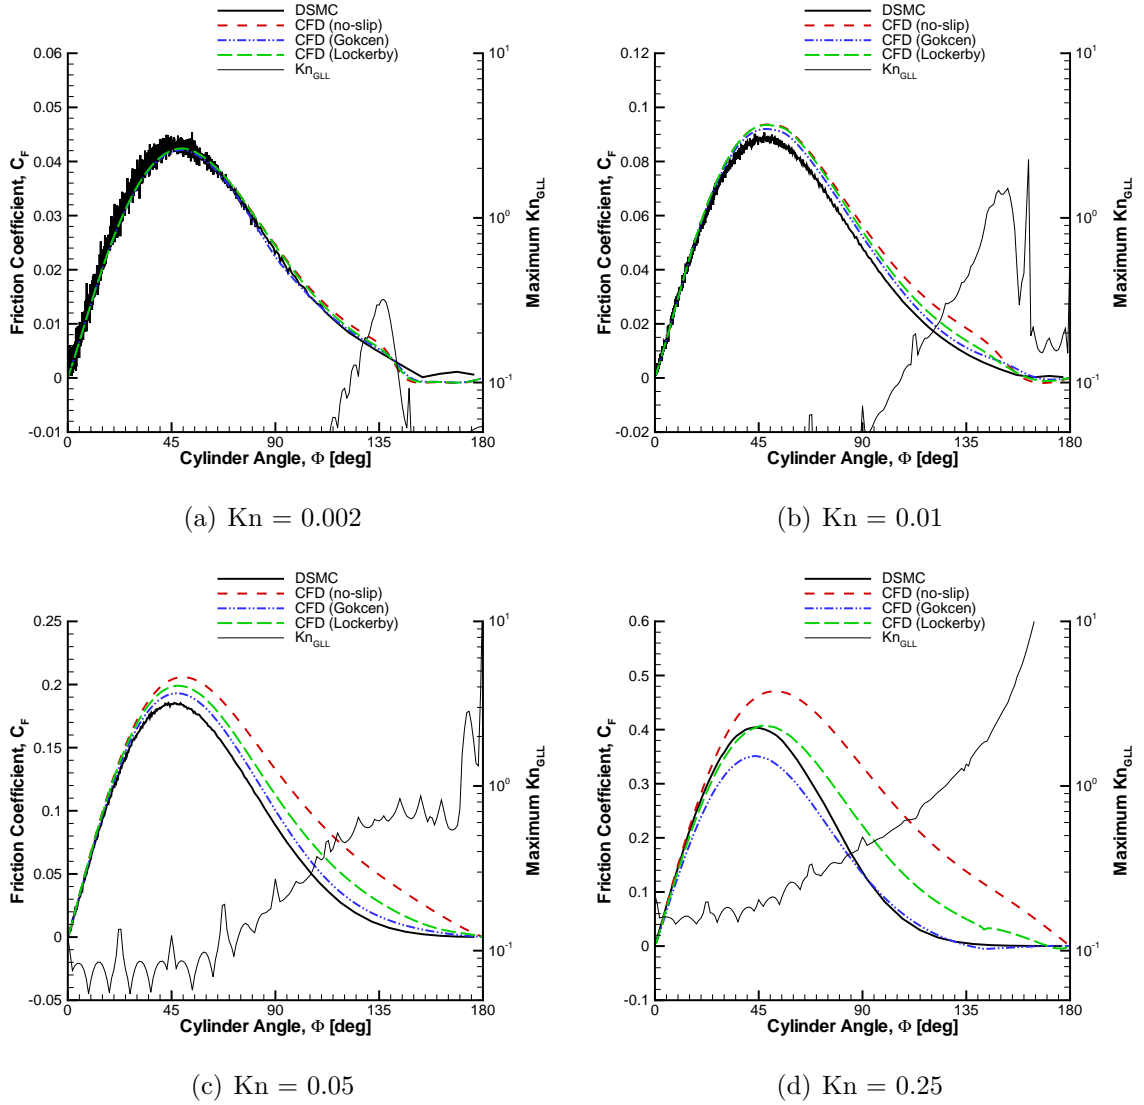 DSMC
CFD (no-slip)
CFD (Gokcen)
CFD (Lockerby)
Kn_GLL
0.06
0.05
0.04
0.03
0.02
0.01
0
-0.01
Friction Coefficient, C_F
10^1
10^0
10^-1
Maximum Kn_GLL
0 45 90 135 180
Cylinder Angle, Φ [deg]
(a) Kn = 0.002
DSMC
CFD (no-slip)
CFD (Gokcen)
CFD (Lockerby)
Kn_GLL
0.12
0.1
0.08
0.06
0.04
0.02
0
-0.02
Friction Coefficient, C_F
10^1
10^0
10^-1
Maximum Kn_GLL
0 45 90 135 180
Cylinder Angle, Φ [deg]
(b) Kn = 0.01
DSMC
CFD (no-slip)
CFD (Gokcen)
CFD (Lockerby)
Kn_GLL
0.25
0.2
0.15
0.1
0.05
0
-0.05
Friction Coefficient, C_F
10^1
10^0
10^-1
Maximum Kn_GLL
0 45 90 135 180
Cylinder Angle, Φ [deg]
(c) Kn = 0.05
DSMC
CFD (no-slip)
CFD (Gokcen)
CFD (Lockerby)
Kn_GLL
0.6
0.5
0.4
0.3
0.2
0.1
0
-0.1
Friction Coefficient, C_F
10^1
10^0
10^-1
Maximum Kn_GLL
0 45 90 135 180
Cylinder Angle, Φ [deg]
(d) Kn = 0.25